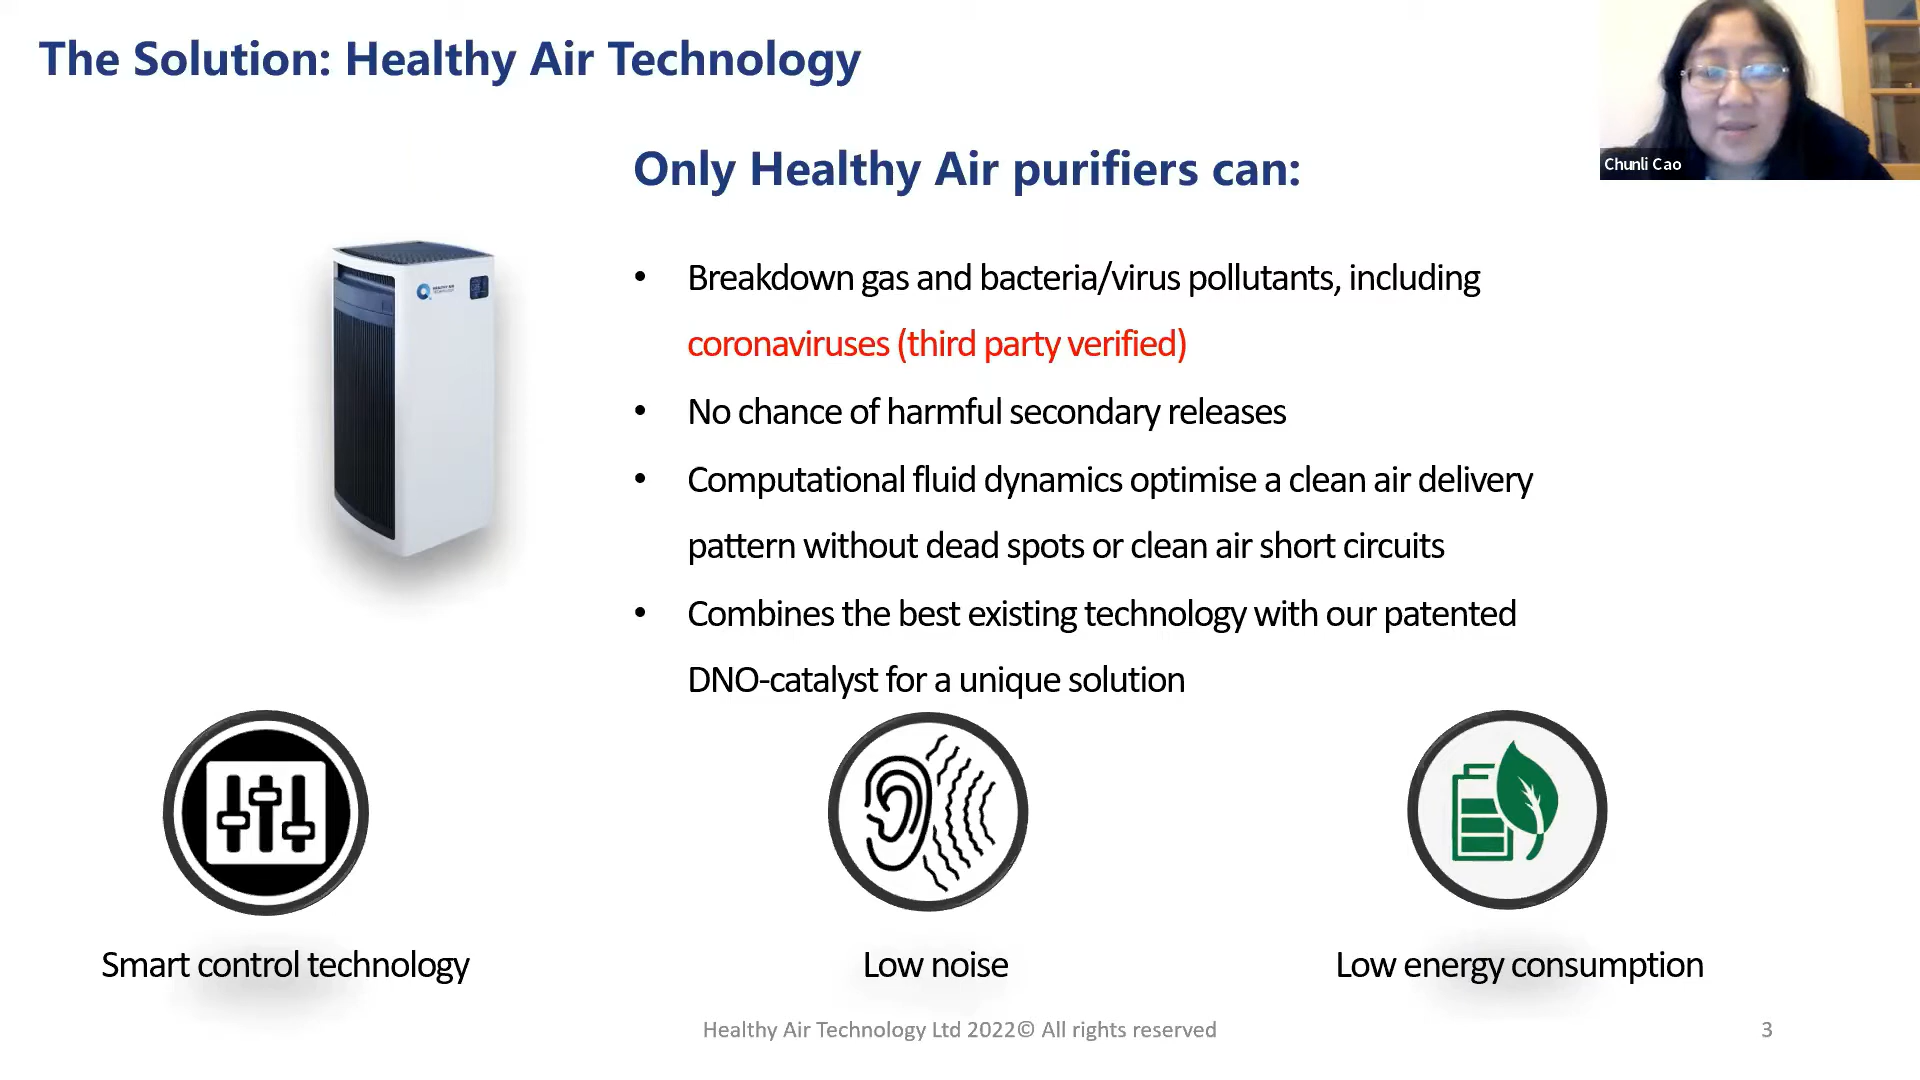 The Solution: Healthy Air Technology
Chunli Cao
Only Healthy Air purifiers can:
HEALTHY AIR
TECHNOLOGY
• Breakdown gas and bacteria/virus pollutants, including
coronaviruses (third party verified)
• No chance of harmful secondary releases
• Computational fluid dynamics optimise a clean air delivery
pattern without dead spots or clean air short circuits
• Combines the best existing technology with our patented
DNO-catalyst for a unique solution
Smart control technology
Low noise
Low energy consumption
Healthy Air Technology Ltd 2022© All rights reserved
3